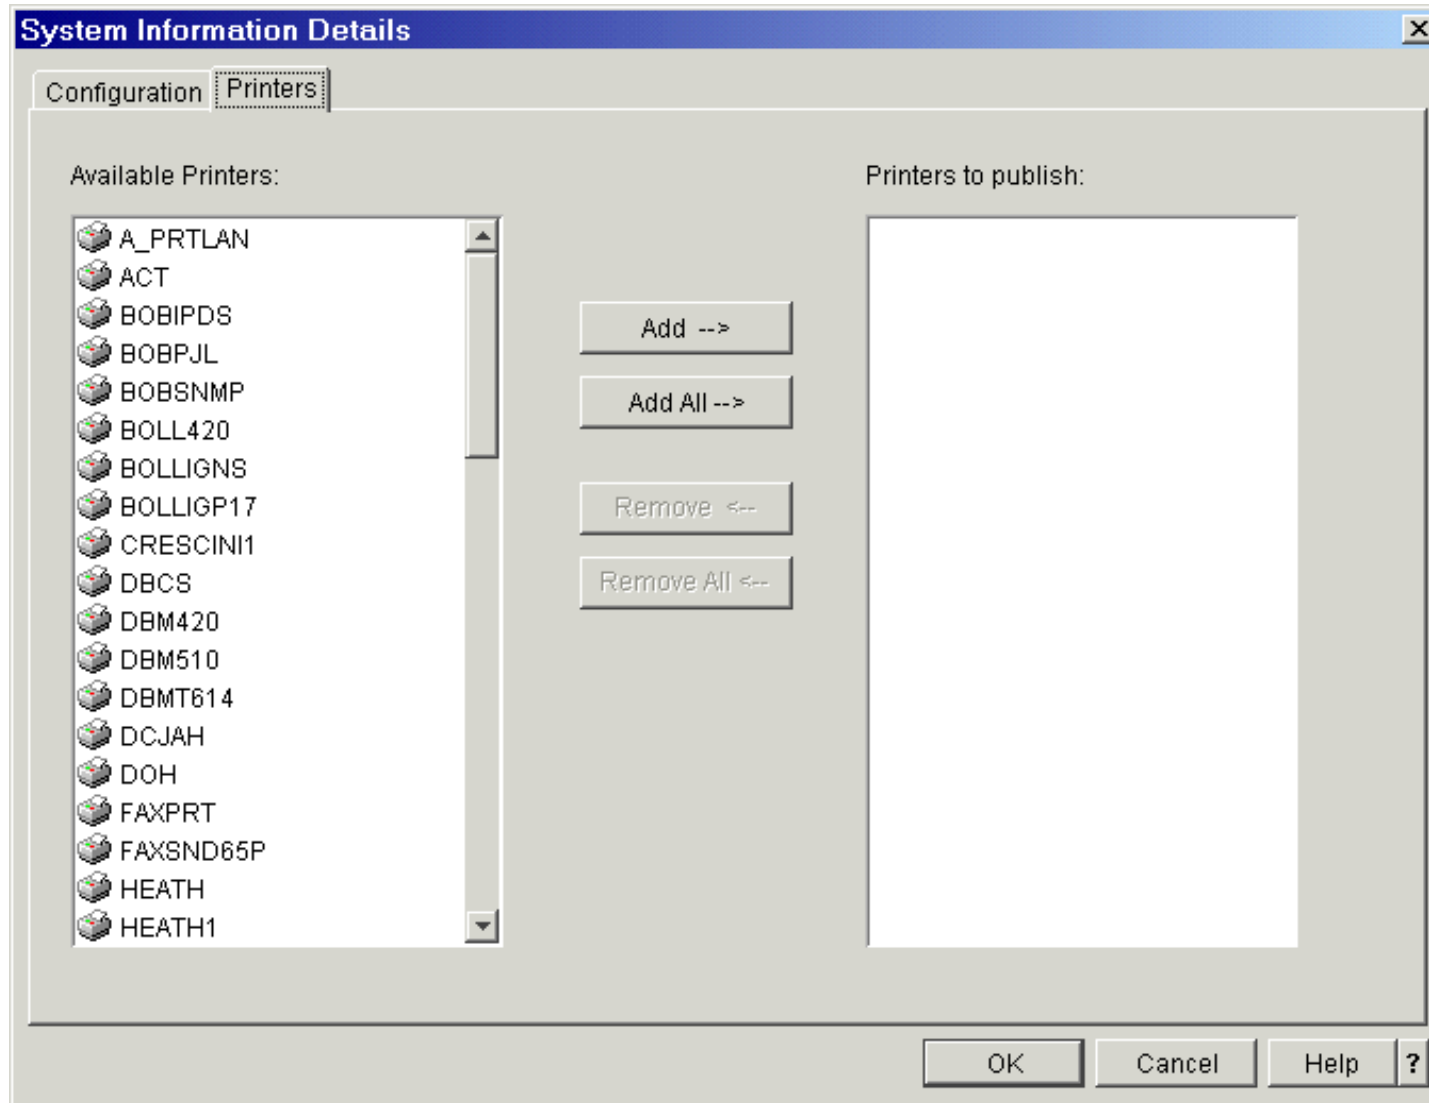 System Information Details
Configuration
Printers
Available Printers:
Printers to publish:
A_PRTLAN
ACT
BOBIPDS
BOBPJL
BOBSNMP
BOLL420
BOLLIGNS
BOLLIGP17
CRESCINI1
DBCS
DBM420
DBM510
DBMT614
DCJAH
DOH
FAXPRT
FAXSND65P
HEATH
HEATH1
Add -->
Add All -->
Remove <--
Remove All <--
OK
Cancel
Help
?